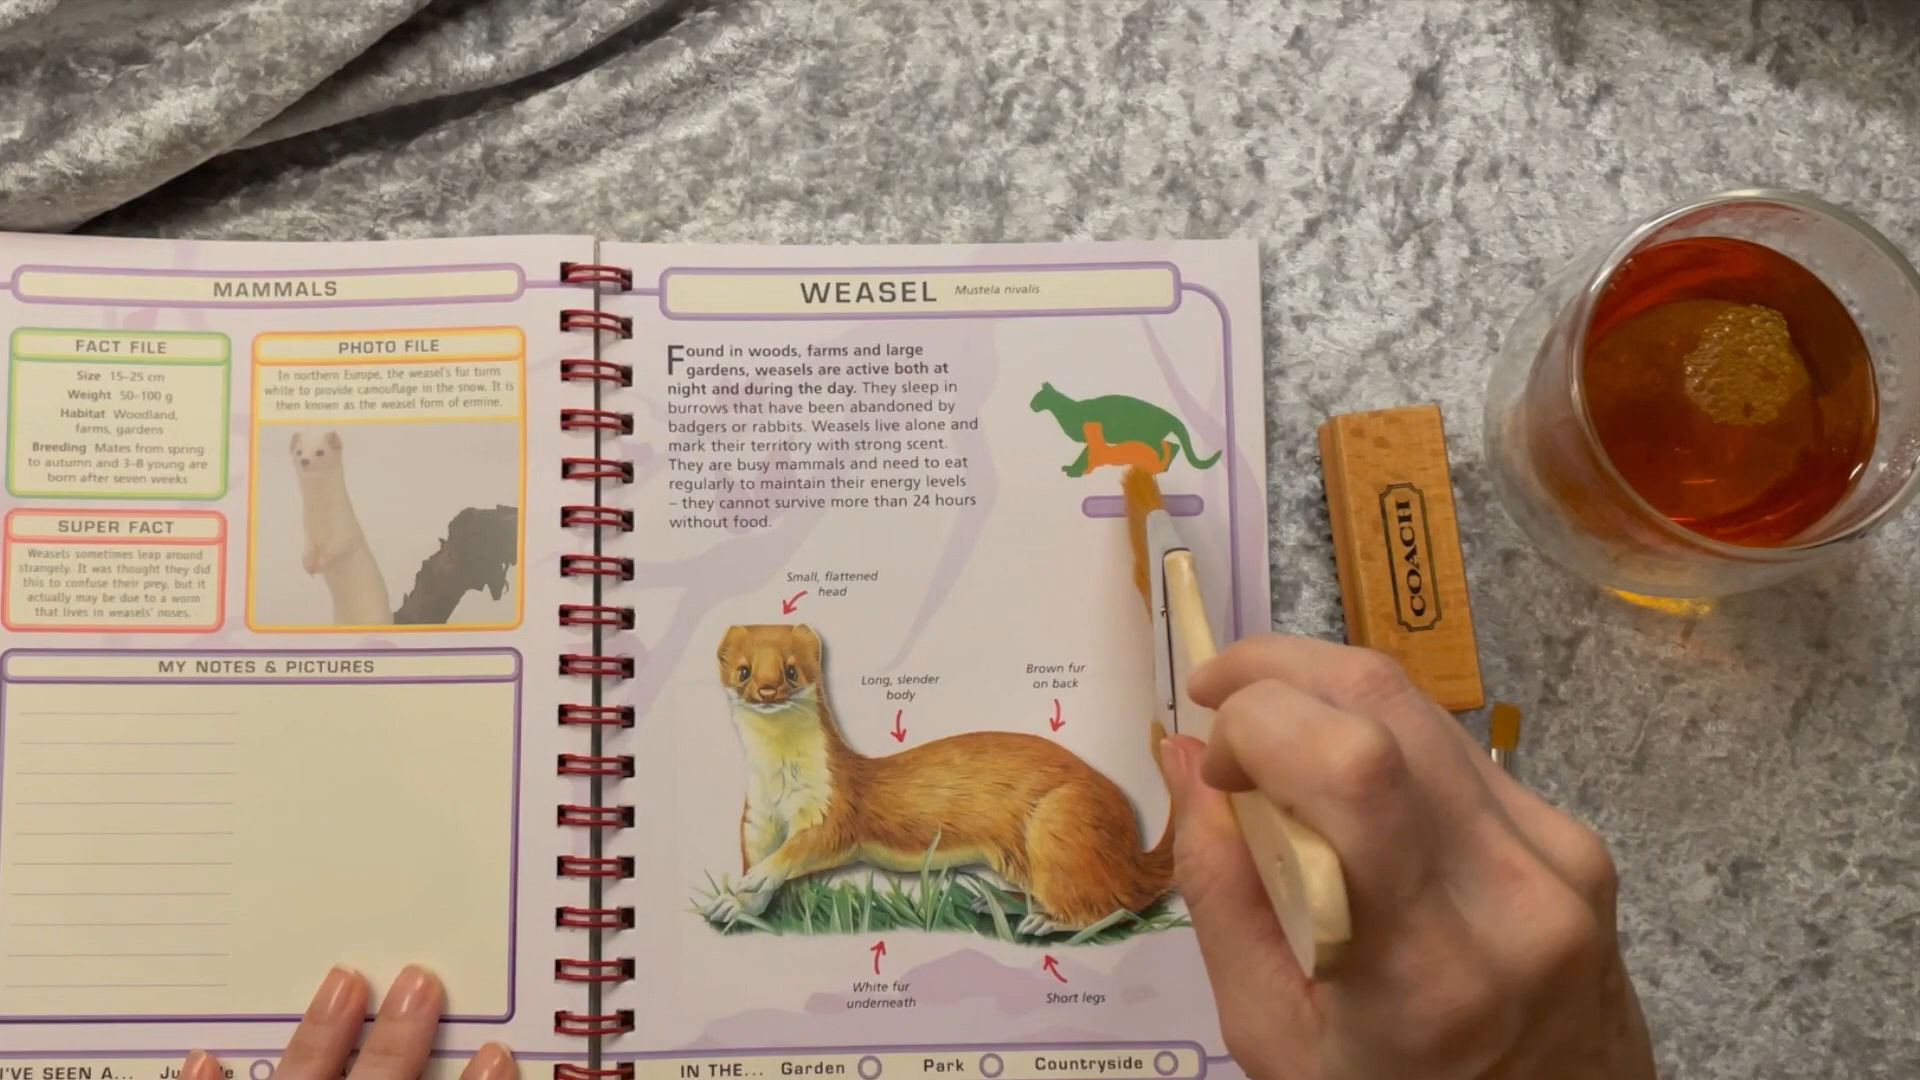 MAMMALS
FACT FILE
Size 15–25 cm
Weight 50–100 g
Habitat Woodland,
farms, gardens
Breeding Mates from spring
to autumn and 3–8 young are
born after seven weeks
SUPER FACT
Weasels sometimes leap around
strangely. It was thought they did
this to confuse their prey, but it
actually may be due to a worm
that lives in weasels' noses.
PHOTO FILE
In northern Europe, the weasel's fur turns
white to provide camouflage in the snow. It is
then known as the weasel form of ermine.
MY NOTES & PICTURES
I'VE SEEN A...
WEASEL Mustela nivalis
Found in woods, farms and large
gardens, weasels are active both at
night and during the day. They sleep in
burrows that have been abandoned by
badgers or rabbits. Weasels live alone and
mark their territory with strong scent.
They are busy mammals and need to eat
regularly to maintain their energy levels
– they cannot survive more than 24 hours
without food.
Small, flattened
head
Long, slender
body
Brown fur
on back
White fur
underneath
Short legs
IN THE... Garden Park Countryside
COACH